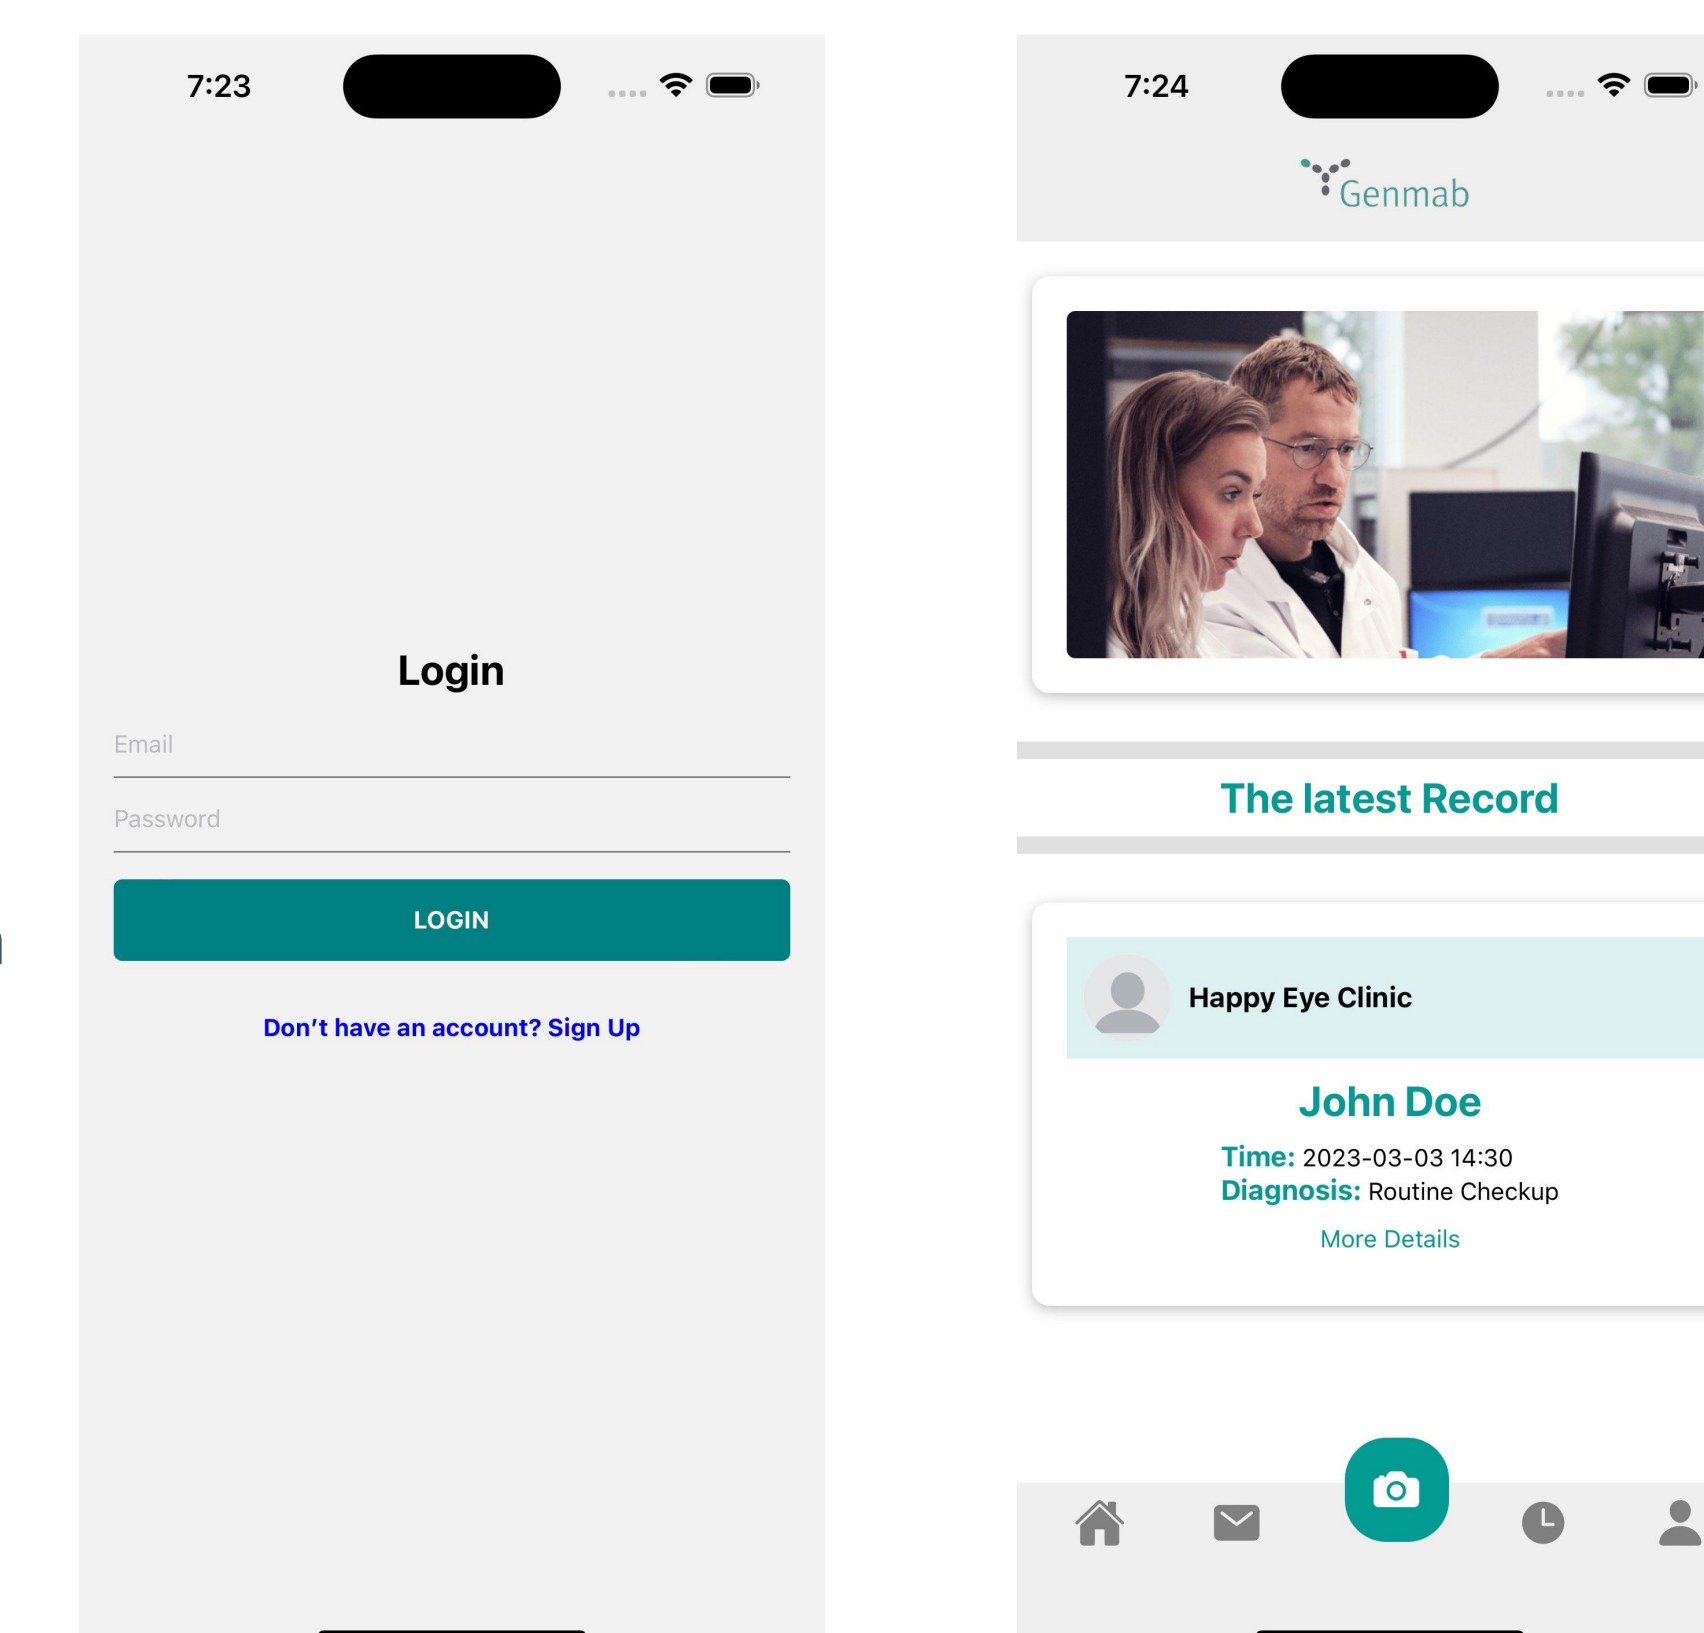 7:23
Login
Email
Password
LOGIN
Don’t have an account? Sign Up
7:24
Genmab
The latest Record
Happy Eye Clinic
John Doe
Time: 2023-03-03 14:30
Diagnosis: Routine Checkup
More Details